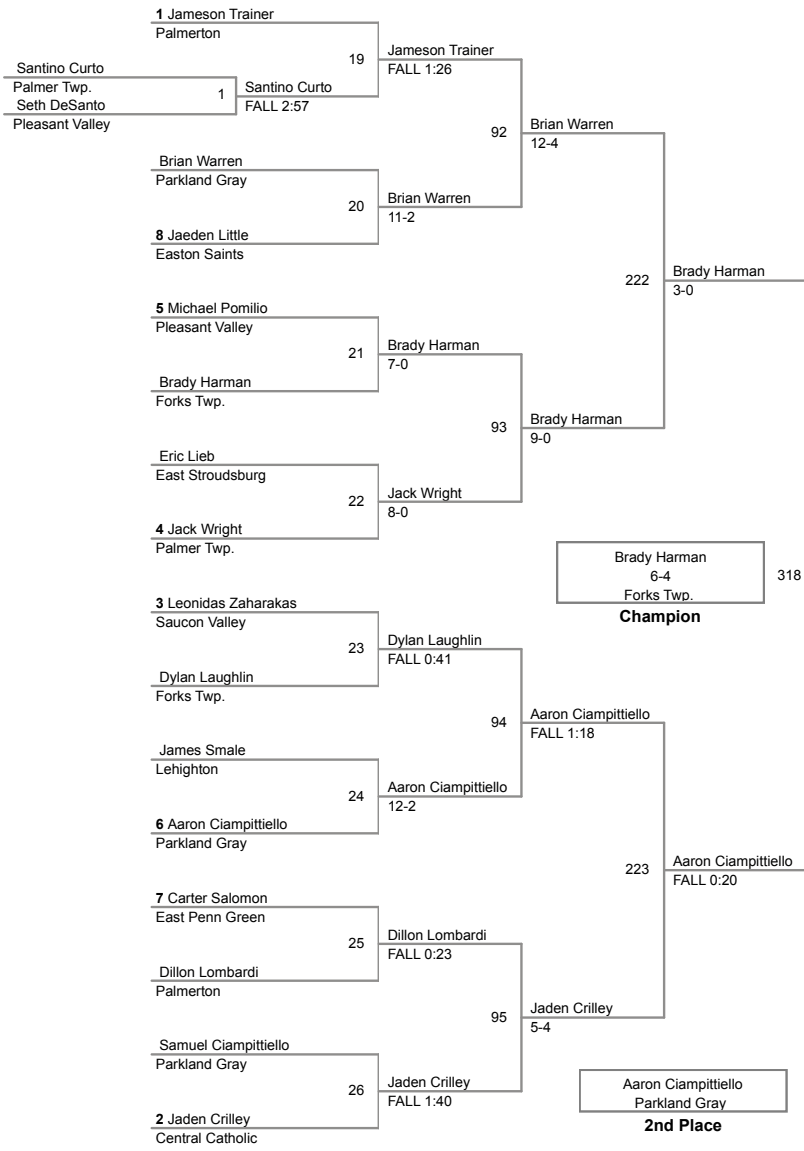 1 Jameson Trainer
Palmerton
19
Jameson Trainer
FALL 1:26
Santino Curto
Palmer Twp.
1
Santino Curto
FALL 2:57
Seth DeSanto
Pleasant Valley
92
Brian Warren
12-4
Brian Warren
Parkland Gray
20
Brian Warren
11-2
8 Jaeden Little
Easton Saints
222
Brady Harman
3-0
5 Michael Pomilio
Pleasant Valley
21
Brady Harman
7-0
Brady Harman
Forks Twp.
93
Brady Harman
9-0
Eric Lieb
East Stroudsburg
22
Jack Wright
8-0
4 Jack Wright
Palmer Twp.
Brady Harman
6-4
Forks Twp.
318
Champion
3 Leonidas Zaharakas
Saucon Valley
23
Dylan Laughlin
FALL 0:41
Dylan Laughlin
Forks Twp.
94
Aaron Ciampittiello
FALL 1:18
James Smale
Lehighton
24
Aaron Ciampittiello
12-2
6 Aaron Ciampittiello
Parkland Gray
223
Aaron Ciampittiello
FALL 0:20
7 Carter Salomon
East Penn Green
25
Dillon Lombardi
FALL 0:23
Dillon Lombardi
Palmerton
95
Jaden Crilley
5-4
Samuel Ciampittiello
Parkland Gray
26
Jaden Crilley
FALL 1:40
2 Jaden Crilley
Central Catholic
Aaron Ciampittiello
Parkland Gray
2nd Place